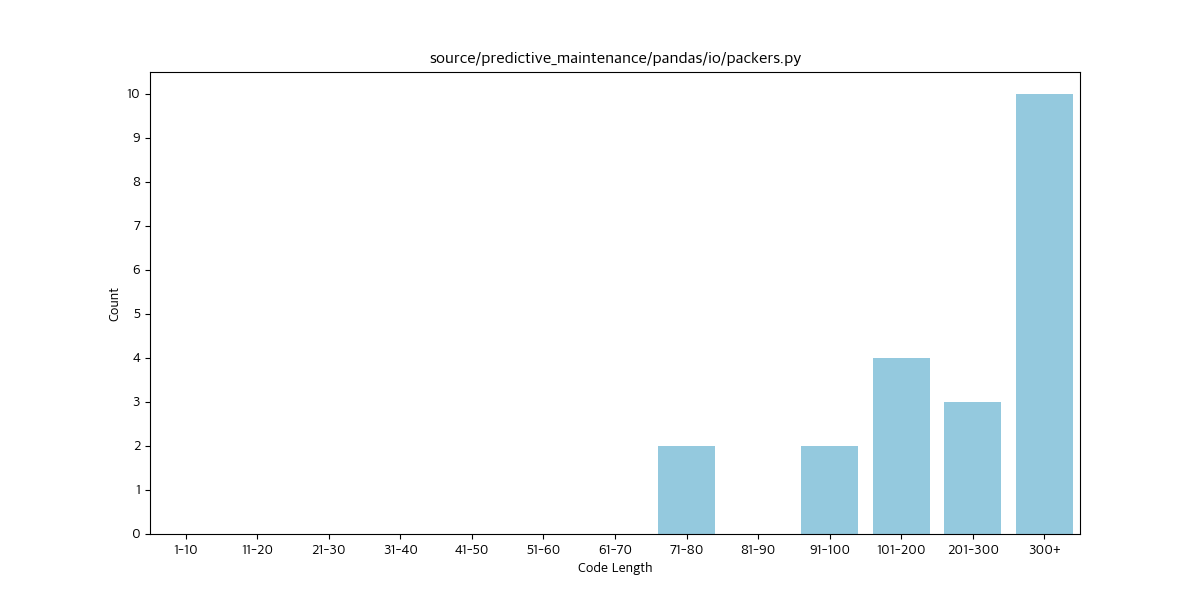 source/predictive_maintenance/pandas/io/packers.py
10
9
8
7
6
5
4
3
2
1
0
Count
1-10 11-20 21-30 31-40 41-50 51-60 61-70 71-80 81-90 91-100 101-200 201-300 300+
Code Length